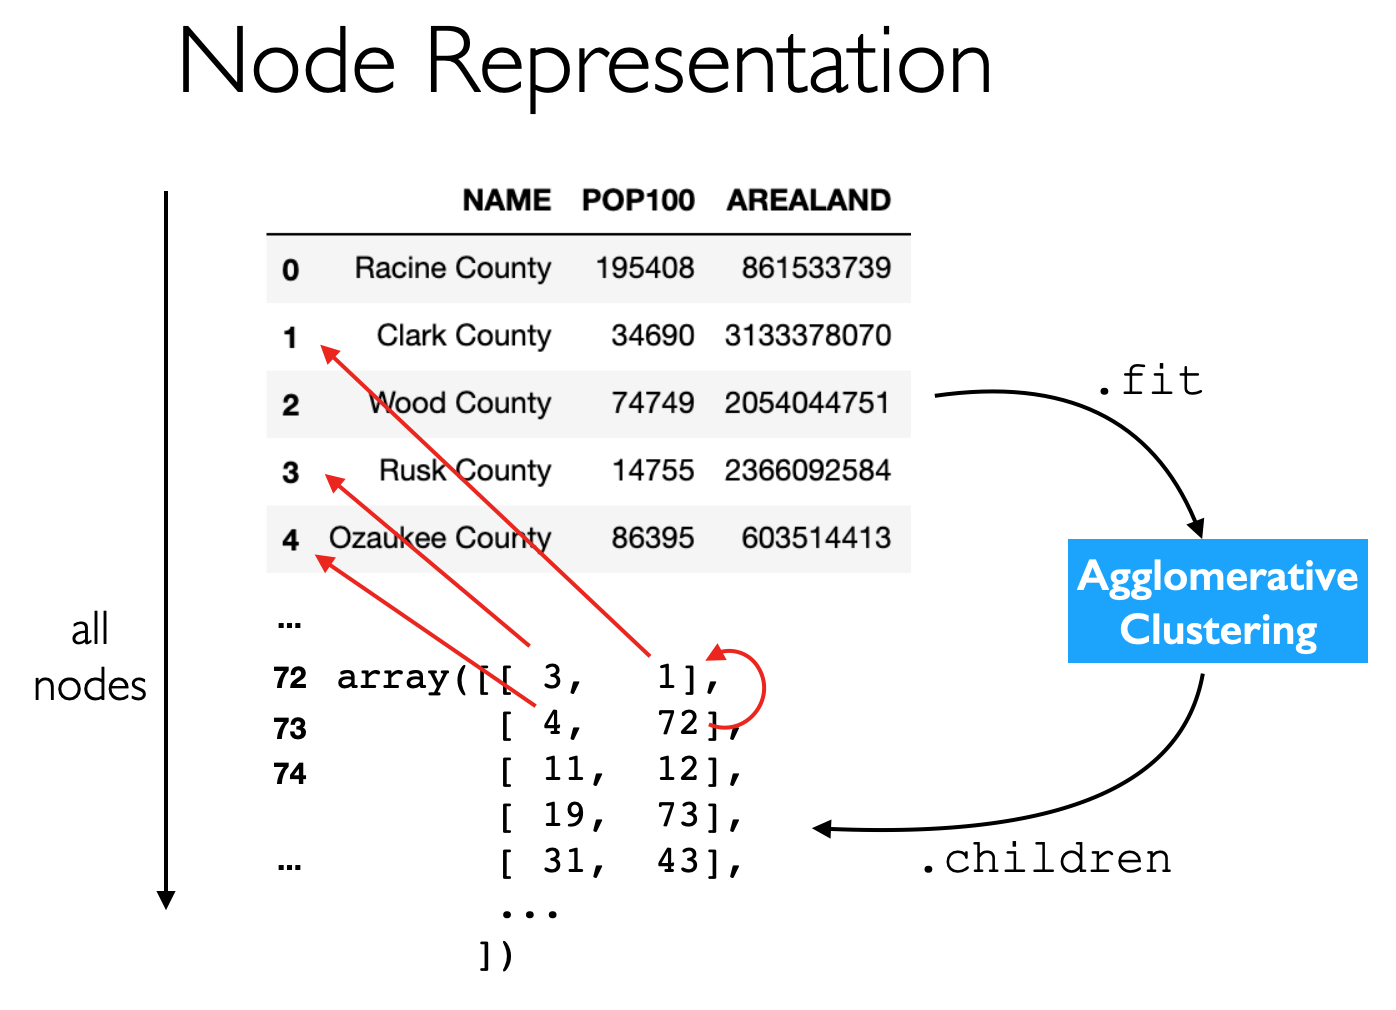 Node Representation
NAME POP100 AREALAND
0 Racine County 195408 861533739
1 Clark County 34690 3133378070
2 Wood County 74749 2054044751
3 Rusk County 14755 2366092584
4 Ozaukee County 86395 603514413
...
72 array([[ 3, 1],
73 [ 4, 72],
74 [ 11, 12],
[ 19, 73],
... [ 31, 43],
...
])
all
nodes
.fit
Agglomerative
Clustering
.children